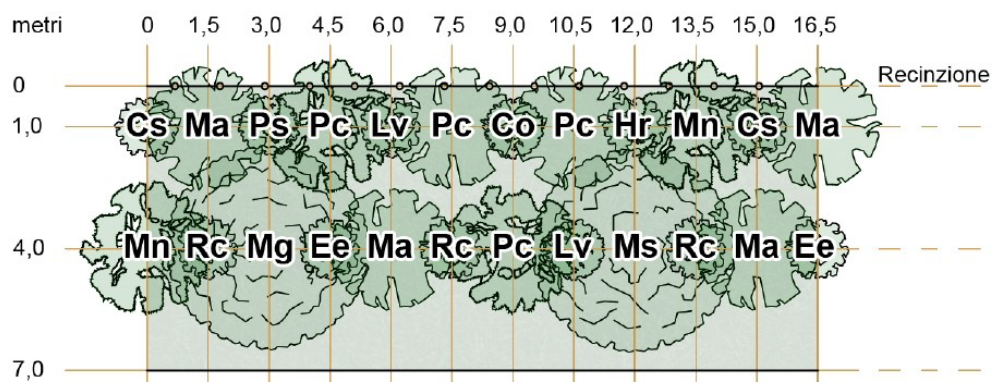 metri 0 1,5 3,0 4,5 6,0 7,5 9,0 10,5 12,0 13,5 15,0 16,5
0 Recinzione
1,0 Cs Ma Ps Pc Lv Pc Co Pc Hr Mn Cs Ma
4,0 Mn Rc Mg Ee Ma Rc Pc Lv Ms Rc Ma Ee
7,0